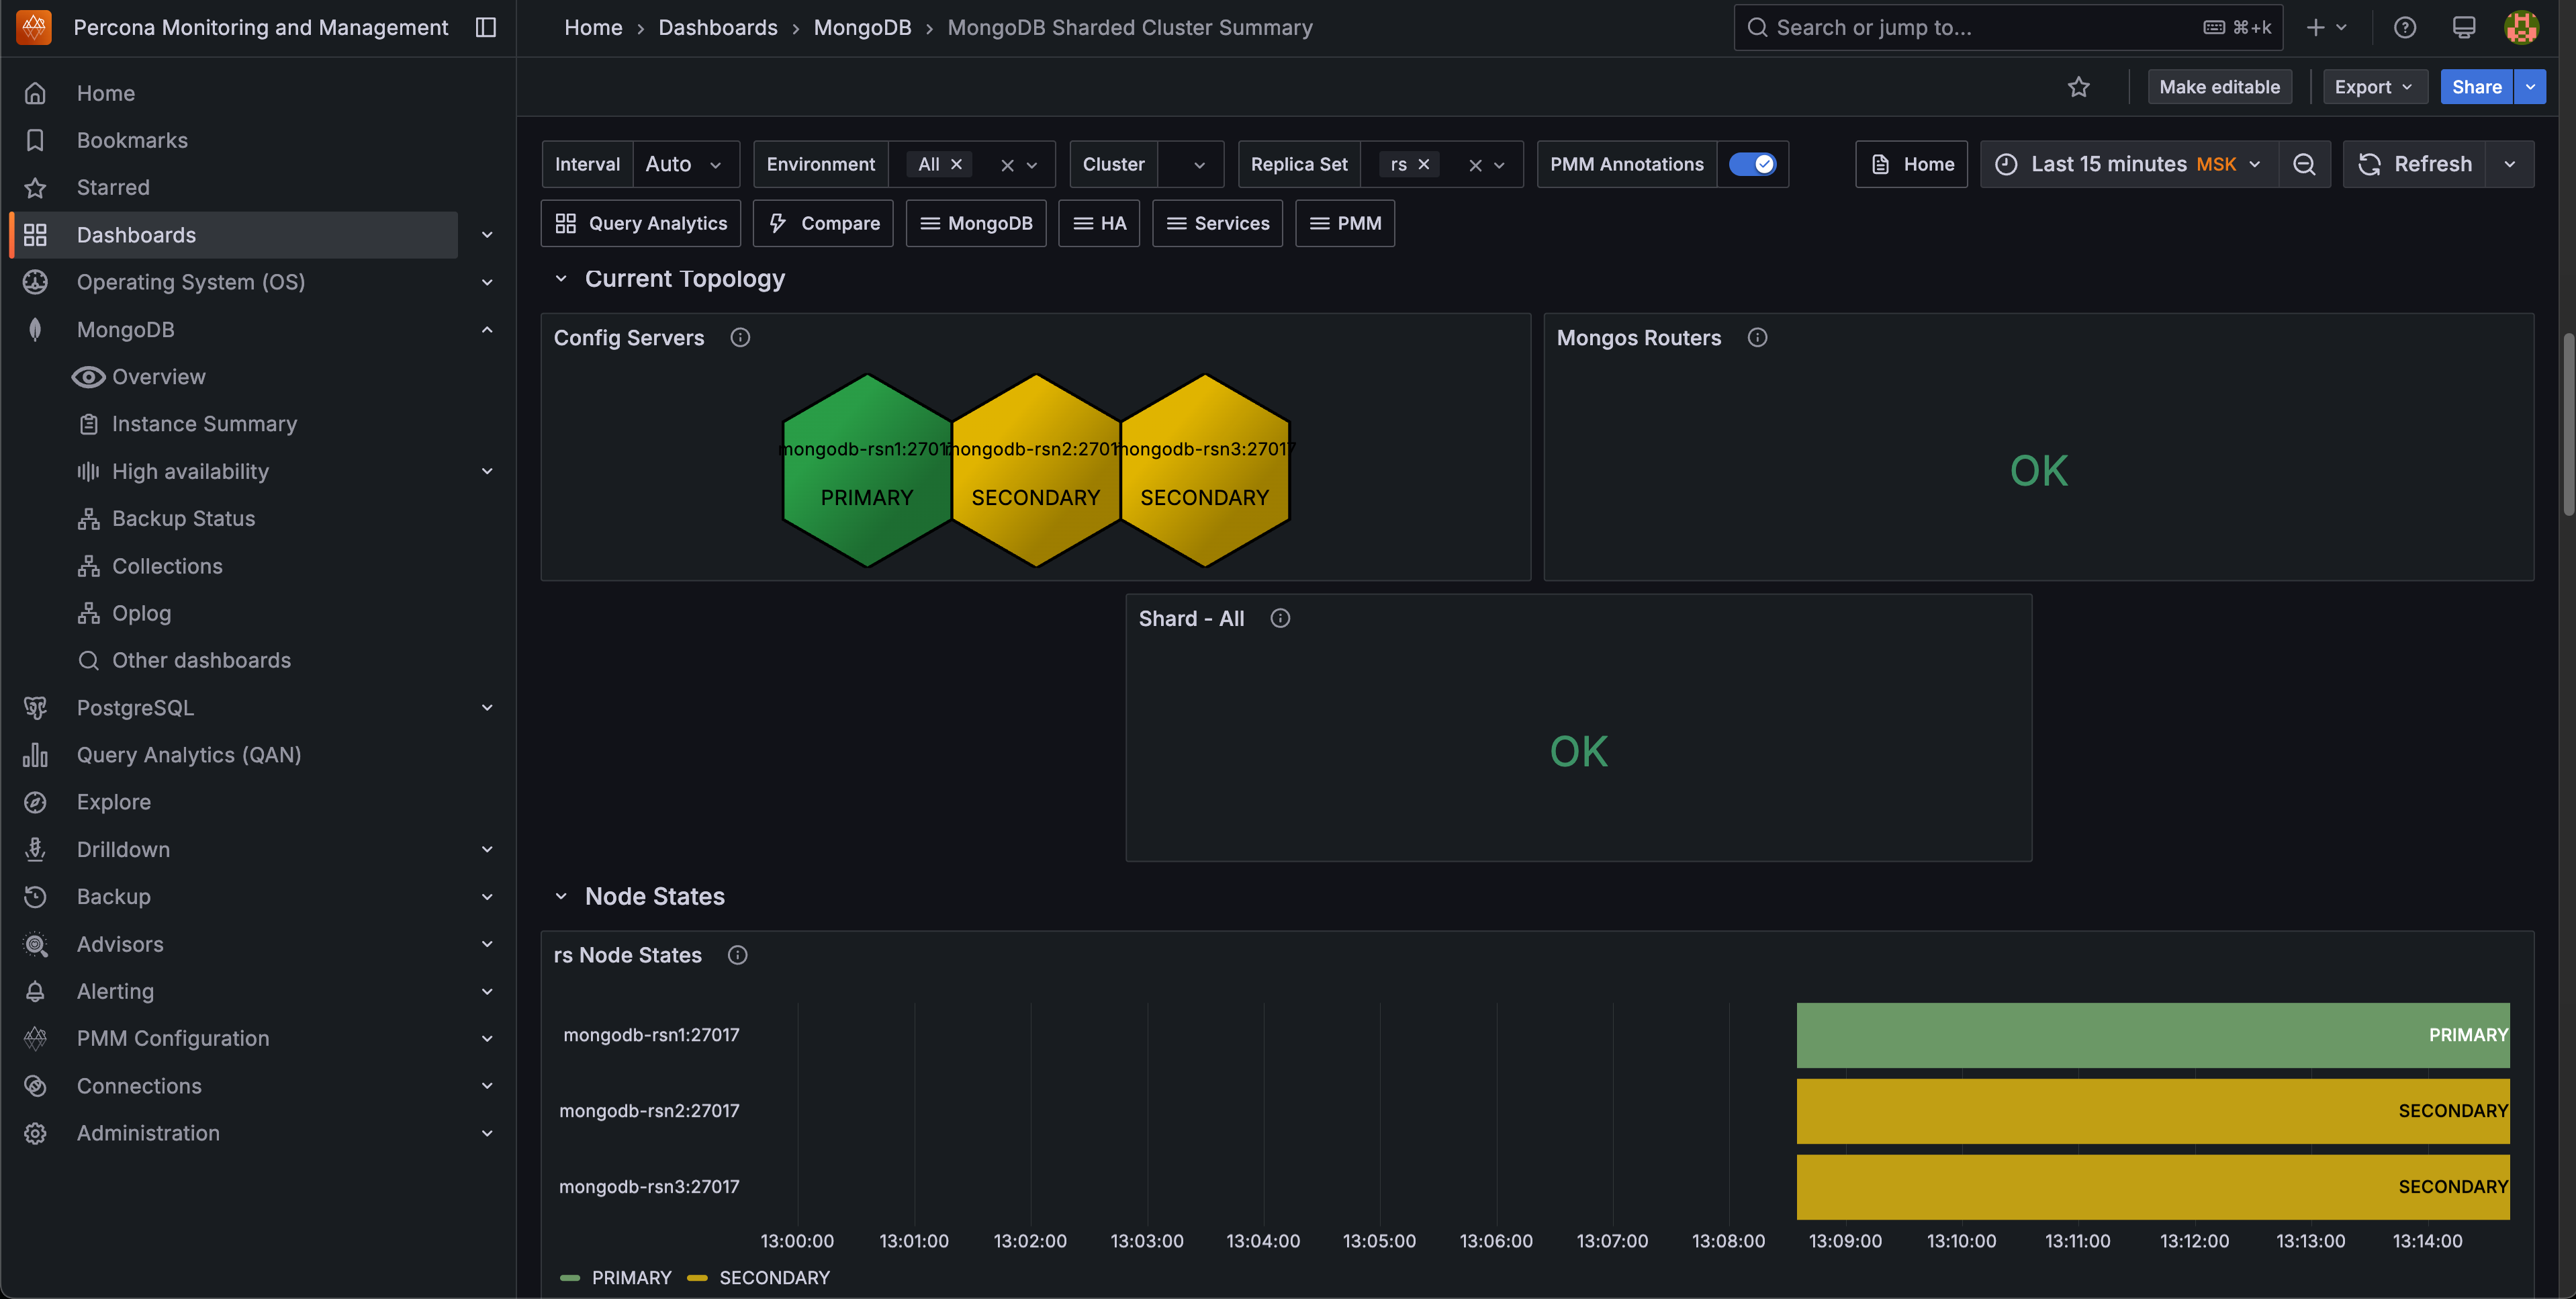 Percona Monitoring and Management
Home › Dashboards › MongoDB › MongoDB Sharded Cluster Summary
Search or jump to...
⌘+k
Make editable
Export
Share
Home
Bookmarks
Starred
Dashboards
Operating System (OS)
MongoDB
Overview
Instance Summary
High availability
Backup Status
Collections
Oplog
Other dashboards
PostgreSQL
Query Analytics (QAN)
Explore
Drilldown
Backup
Advisors
Alerting
PMM Configuration
Connections
Administration
Interval Auto
Environment All
Cluster
Replica Set rs
PMM Annotations
Home
Last 15 minutes MSK
Refresh
Query Analytics
Compare
MongoDB
HA
Services
PMM
Current Topology
Config Servers
mongodb-rsn1:2701
PRIMARY
mongodb-rsn2:2701
SECONDARY
mongodb-rsn3:27017
SECONDARY
Mongos Routers
OK
Shard - All
OK
Node States
rs Node States
mongodb-rsn1:27017
PRIMARY
mongodb-rsn2:27017
SECONDARY
mongodb-rsn3:27017
SECONDARY
13:00:00 13:01:00 13:02:00 13:03:00 13:04:00 13:05:00 13:06:00 13:07:00 13:08:00 13:09:00 13:10:00 13:11:00 13:12:00 13:13:00 13:14:00
PRIMARY SECONDARY